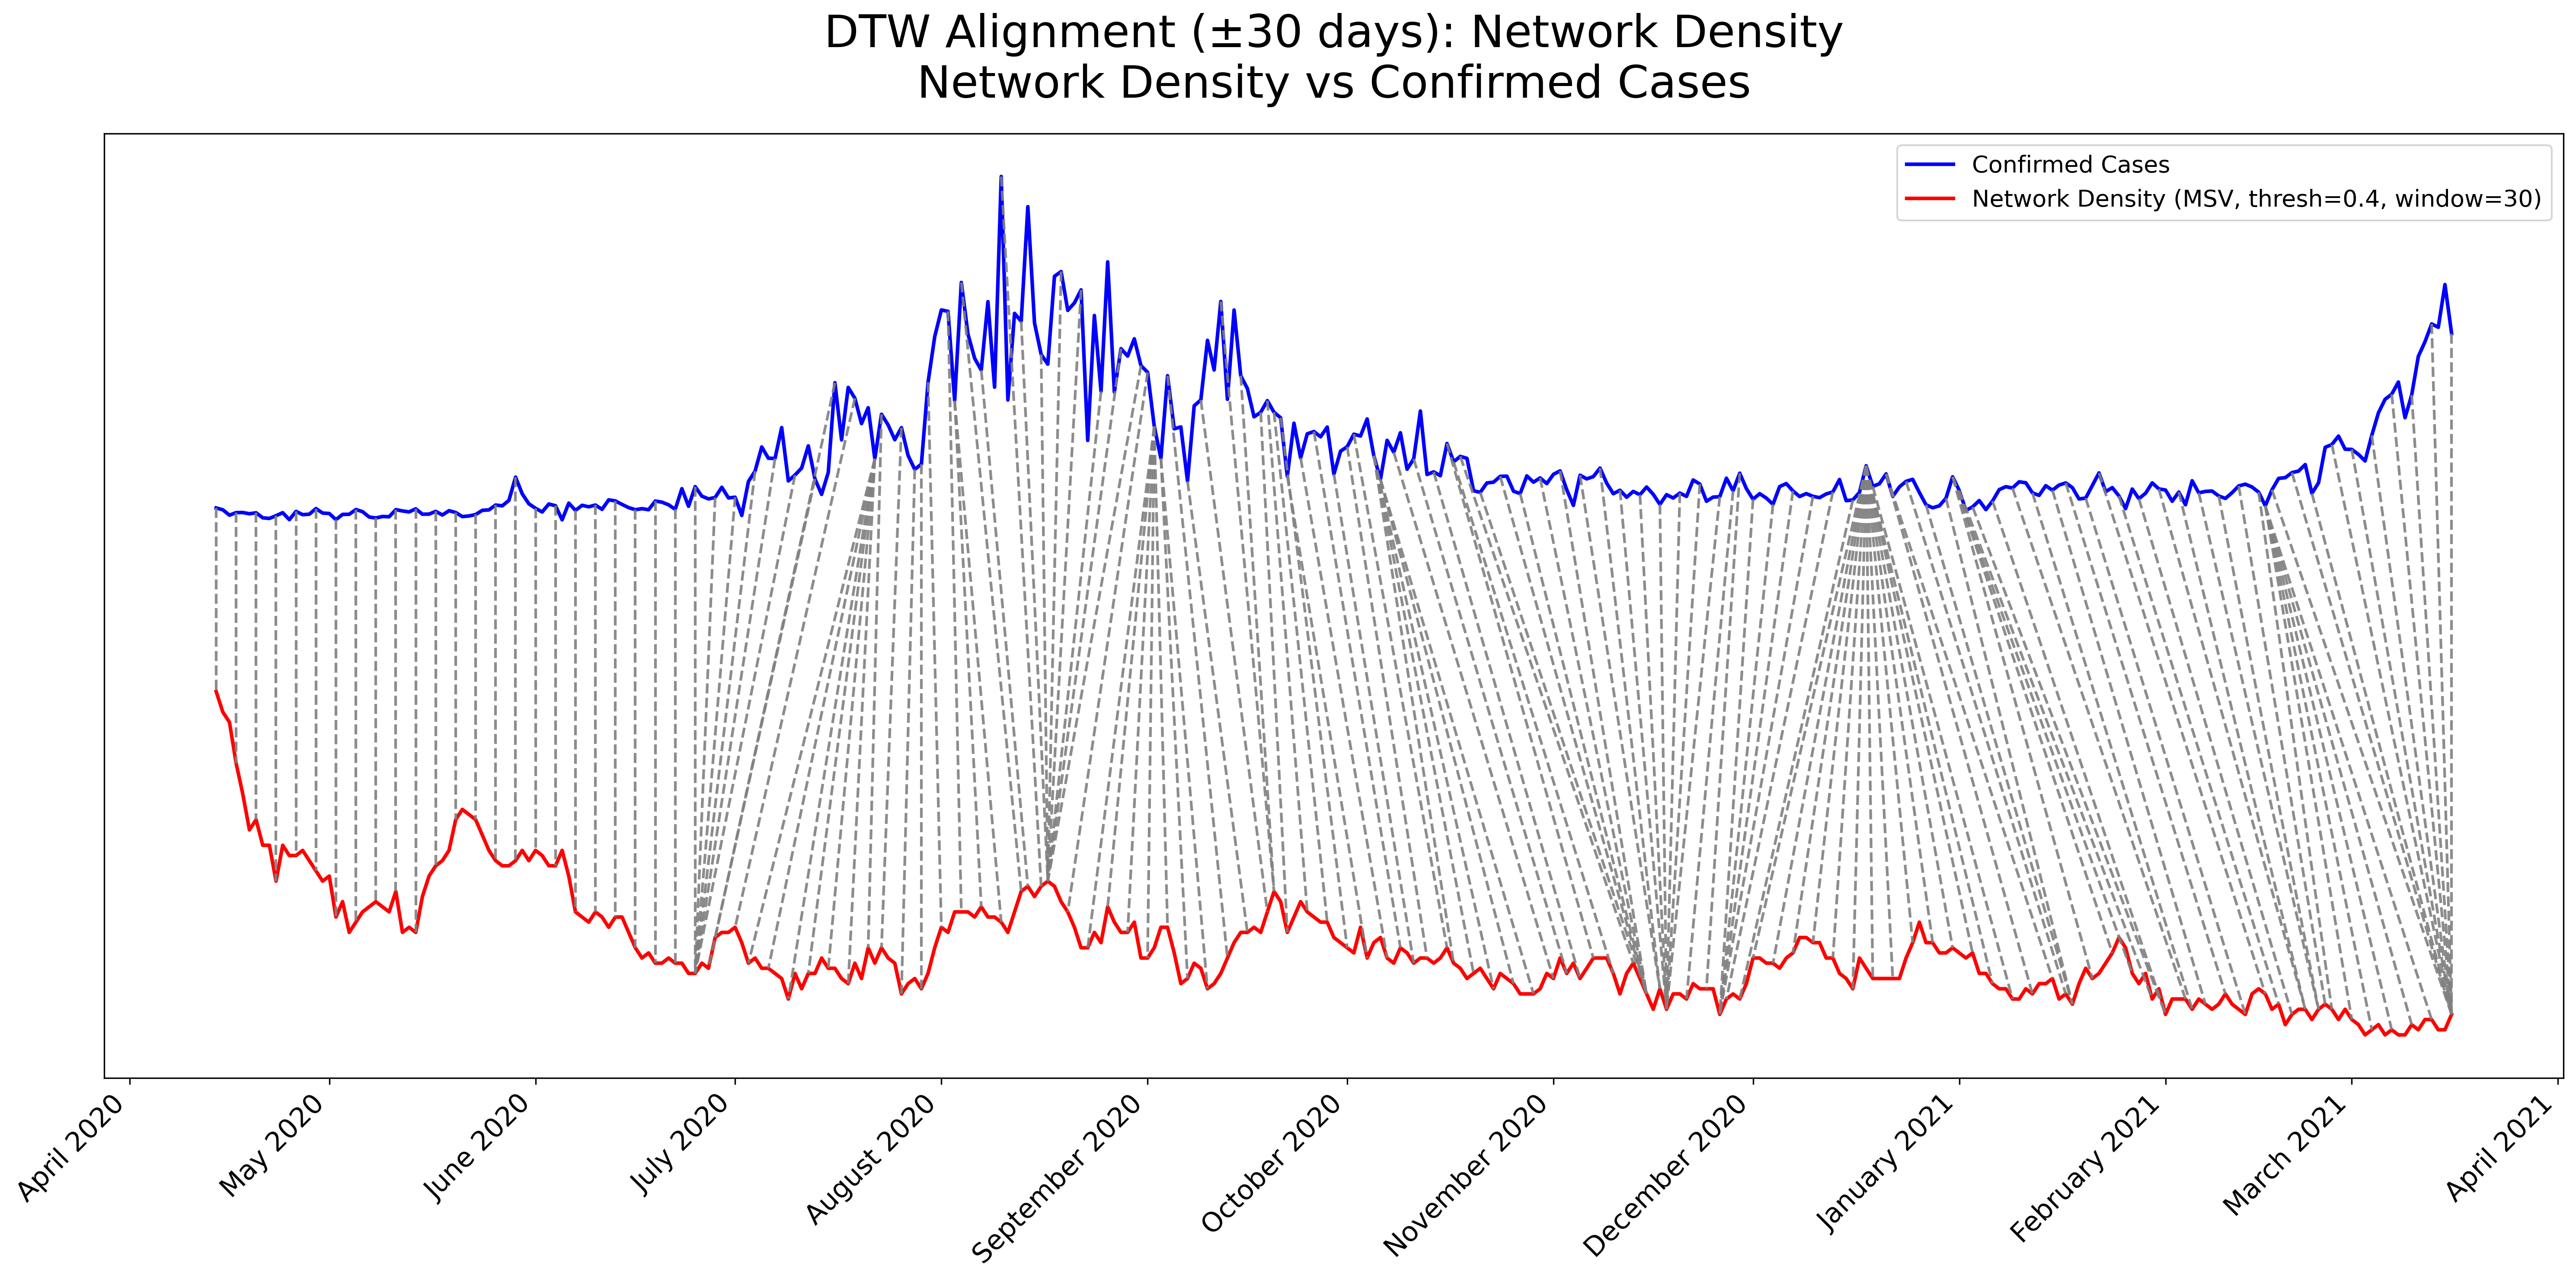 DTW Alignment (±30 days): Network Density
Network Density vs Confirmed Cases
Confirmed Cases
Network Density (MSV, thresh=0.4, window=30)
April 2020
May 2020
June 2020
July 2020
August 2020
September 2020
October 2020
November 2020
December 2020
January 2021
February 2021
March 2021
April 2021